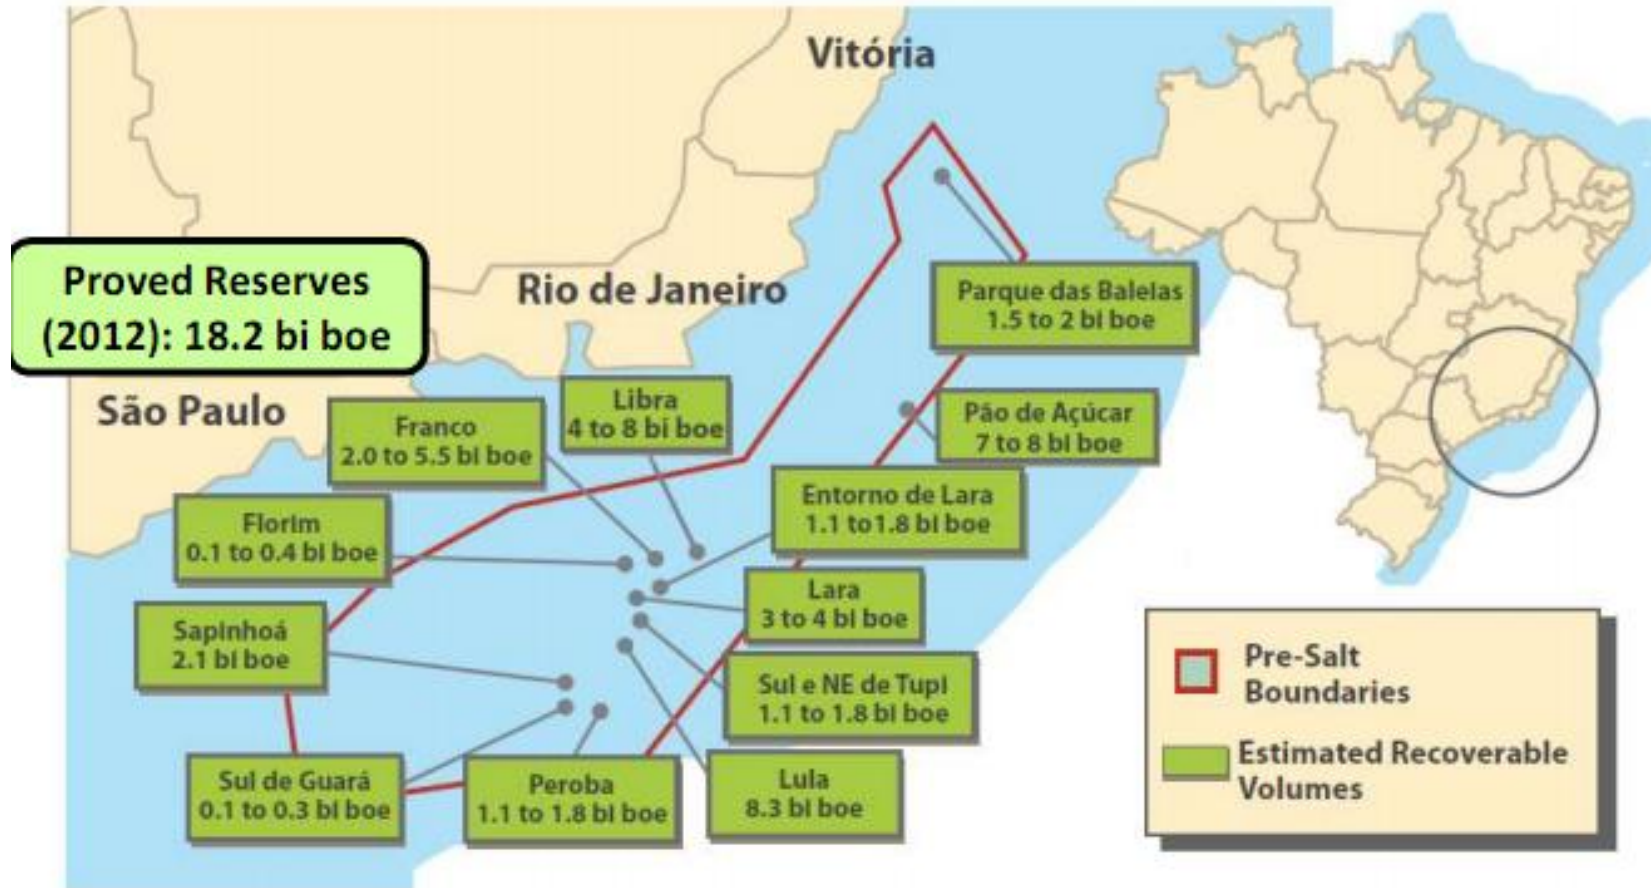 Vitória
Proved Reserves
(2012): 18.2 bi boe
Rio de Janeiro
São Paulo
Parque das Baleias
1.5 to 2 bi boe
Libra
4 to 8 bi boe
Franco
2.0 to 5.5 bi boe
Pão de Açúcar
7 to 8 bi boe
Entorno de Lara
1.1 to1.8 bi boe
Florim
0.1 to 0.4 bi boe
Lara
3 to 4 bi boe
Sapinhoá
2.1 bi boe
Sul e NE de Tupi
1.1 to 1.8 bi boe
Sul de Guará
0.1 to 0.3 bi boe
Peroba
1.1 to 1.8 bi boe
Lula
8.3 bi boe
Pre-Salt
Boundaries
Estimated Recoverable
Volumes